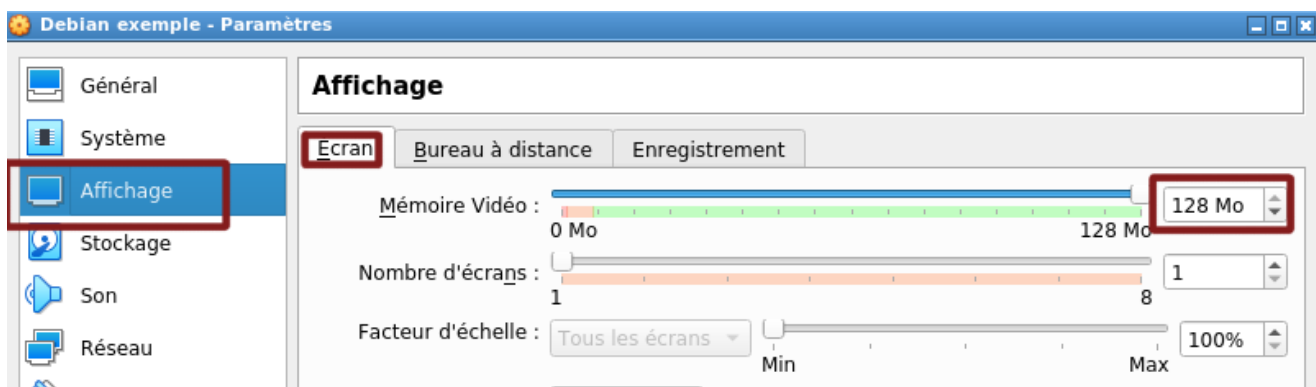 Debian exemple - Paramètres
Général
Système
Affichage
Stockage
Son
Réseau
Affichage
Ecran Bureau à distance Enregistrement
Mémoire Vidéo : 128 Mo
0 Mo 128 Mo
Nombre d'écrans : 1
1 8
Facteur d'échelle : Tous les écrans 100%
Min Max